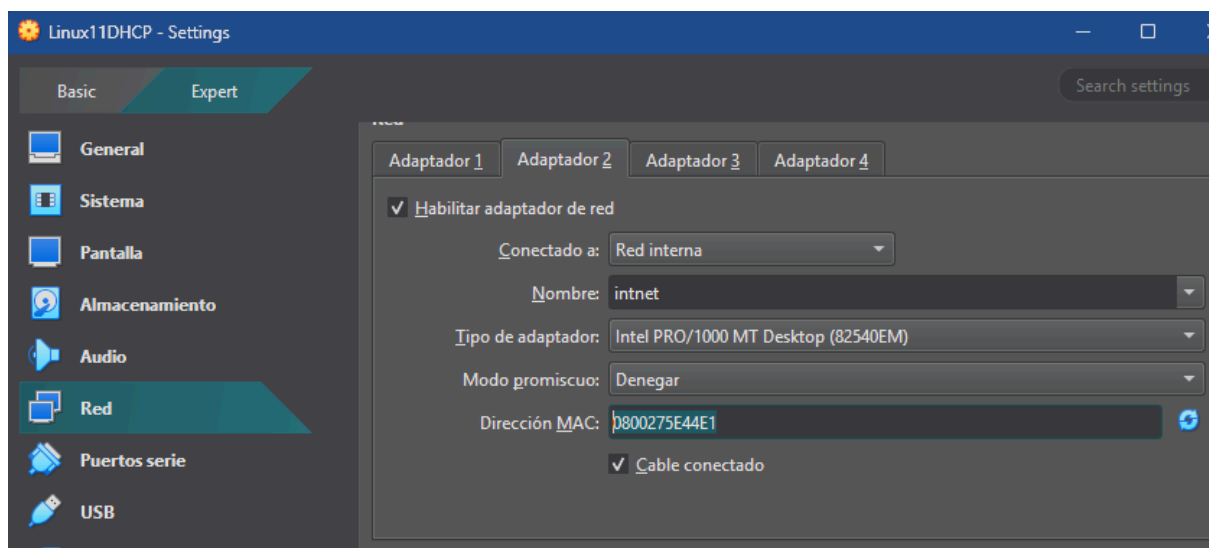 Linux11DHCP - Settings
Basic
Expert
Search settings
Red
General
Sistema
Pantalla
Almacenamiento
Audio
Red
Puertos serie
USB
Adaptador 1
Adaptador 2
Adaptador 3
Adaptador 4
Habilitar adaptador de red
Conectado a: Red interna
Nombre: intnet
Tipo de adaptador: Intel PRO/1000 MT Desktop (82540EM)
Modo promiscuo: Denegar
Dirección MAC: 0800275E44E1
Cable conectado